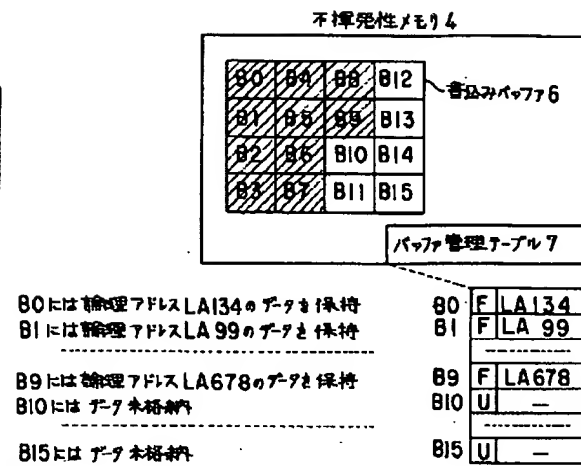 不揮発性メモリ4
B0 B4 B8 B12
書込みバッファ6
B1 B5 B9 B13
B2 B6 B10 B14
B3 B7 B11 B15
バッファ管理テーブル7
B0には論理アドレスLA134のデータを保持 B0 F LA134
B1には論理アドレスLA99のデータを保持 B1 F LA 99
B9には論理アドレスLA678のデータを保持 B9 F LA678
B10には データ未格納 B10 U —
B15には データ未格納 B15 U —